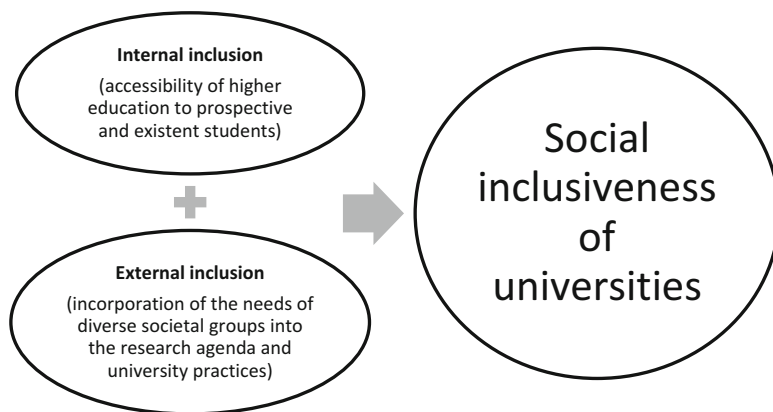 Internal inclusion
(accessibility of higher
education to prospective
and existent students)
External inclusion
(incorporation of the needs of
diverse societal groups into
the research agenda and
university practices)
Social
inclusiveness
of
universities